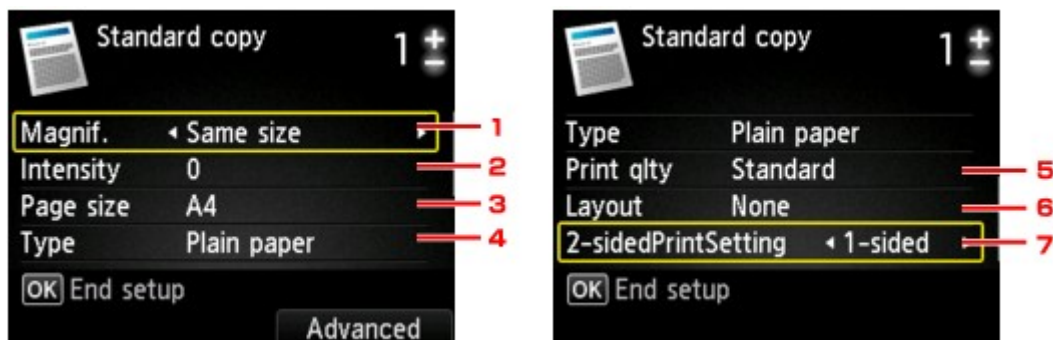 Standard copy 1
Magnif. Same size 1
Intensity 0 2
Page size A4 3
Type Plain paper 4
OK End setup
Advanced
Standard copy 1
Type Plain paper
Print qlty Standard 5
Layout None 6
2-sidedPrintSetting 1-sided 7
OK End setup